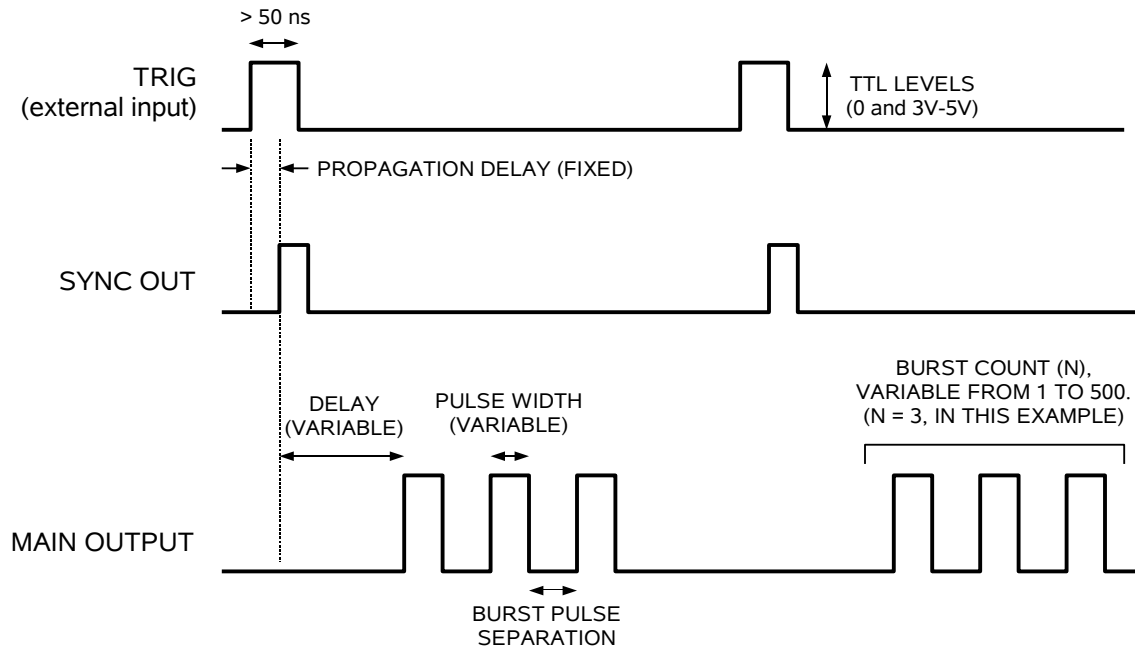 > 50 ns
TRIG
(external input)
TTL LEVELS
(0 and 3V-5V)
PROPAGATION DELAY (FIXED)
SYNC OUT
DELAY
(VARIABLE)
PULSE WIDTH
(VARIABLE)
BURST COUNT (N),
VARIABLE FROM 1 TO 500.
(N = 3, IN THIS EXAMPLE)
MAIN OUTPUT
BURST PULSE
SEPARATION